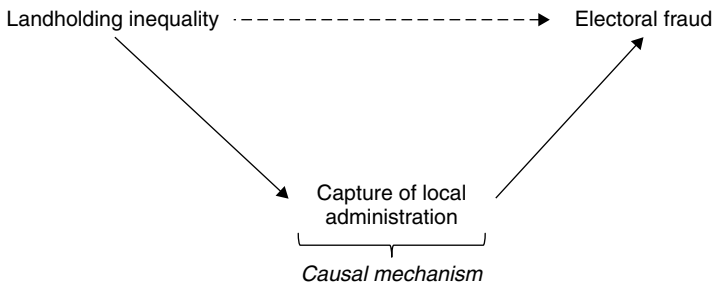 Landholding inequality
Electoral fraud
Capture of local
administration
Causal mechanism